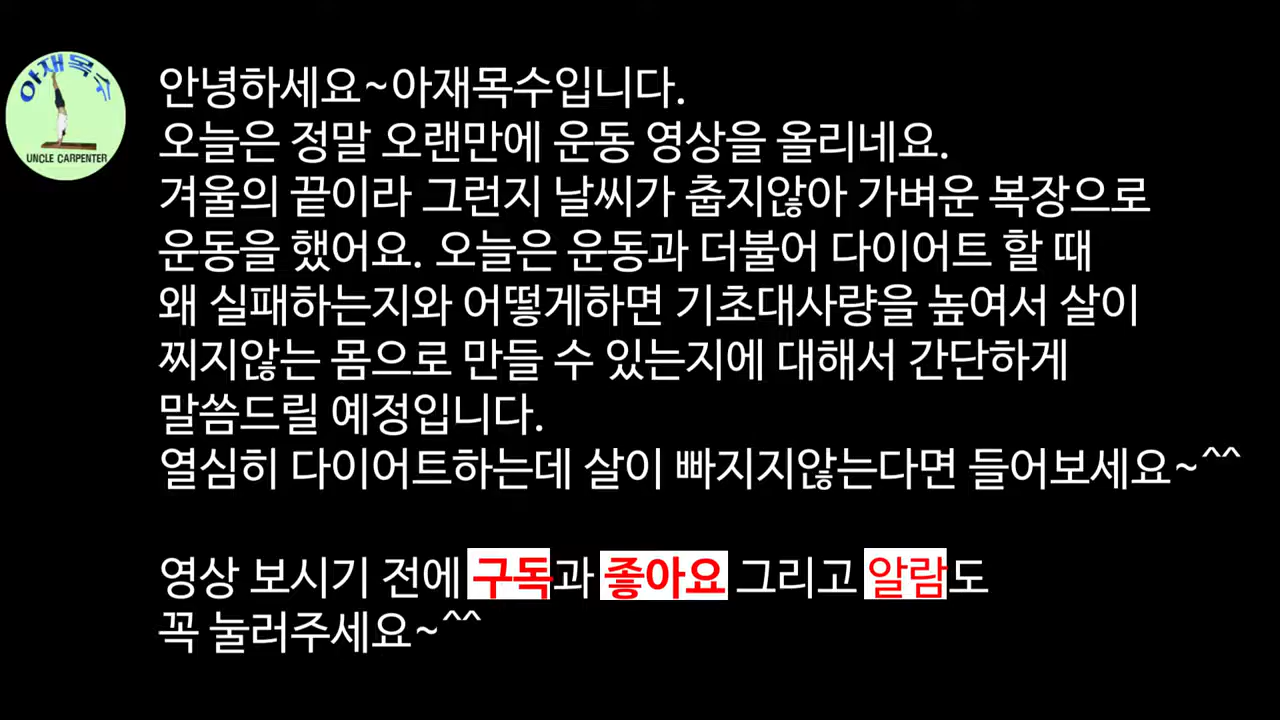 아재목수
UNCLE CARPENTER
안녕하세요~아재목수입니다.
오늘은 정말 오랜만에 운동 영상을 올리네요.
겨울의 끝이라 그런지 날씨가 춥지않아 가벼운 복장으로
운동을 했어요. 오늘은 운동과 더불어 다이어트 할 때
왜 실패하는지와 어떻게하면 기초대사량을 높여서 살이
찌지않는 몸으로 만들 수 있는지에 대해서 간단하게
말씀드릴 예정입니다.
열심히 다이어트하는데 살이 빠지지않는다면 들어보세요~^^
영상 보시기 전에 구독과 좋아요 그리고 알람도
꼭 눌러주세요~^^